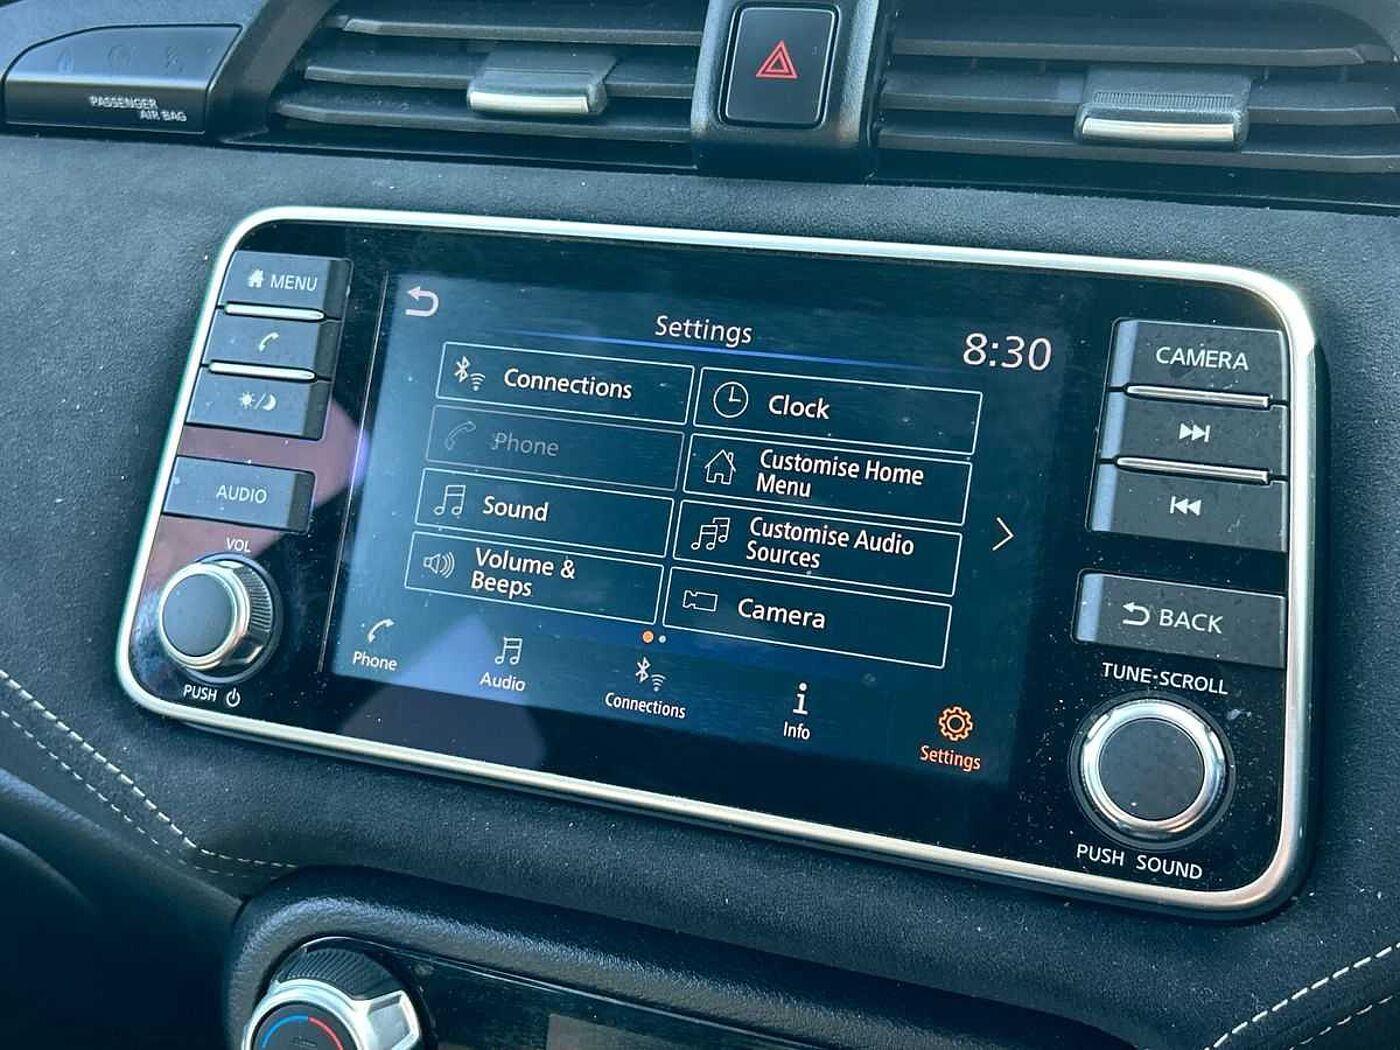 PASSENGER
AIR BAG
MENU
AUDIO
VOL
PUSH
Settings
8:30
Connections
Clock
Phone
Customise Home
Menu
Sound
Customise Audio
Sources
Volume &
Beeps
Camera
Phone
Audio
Connections
Info
Settings
CAMERA
BACK
TUNE·SCROLL
PUSH SOUND